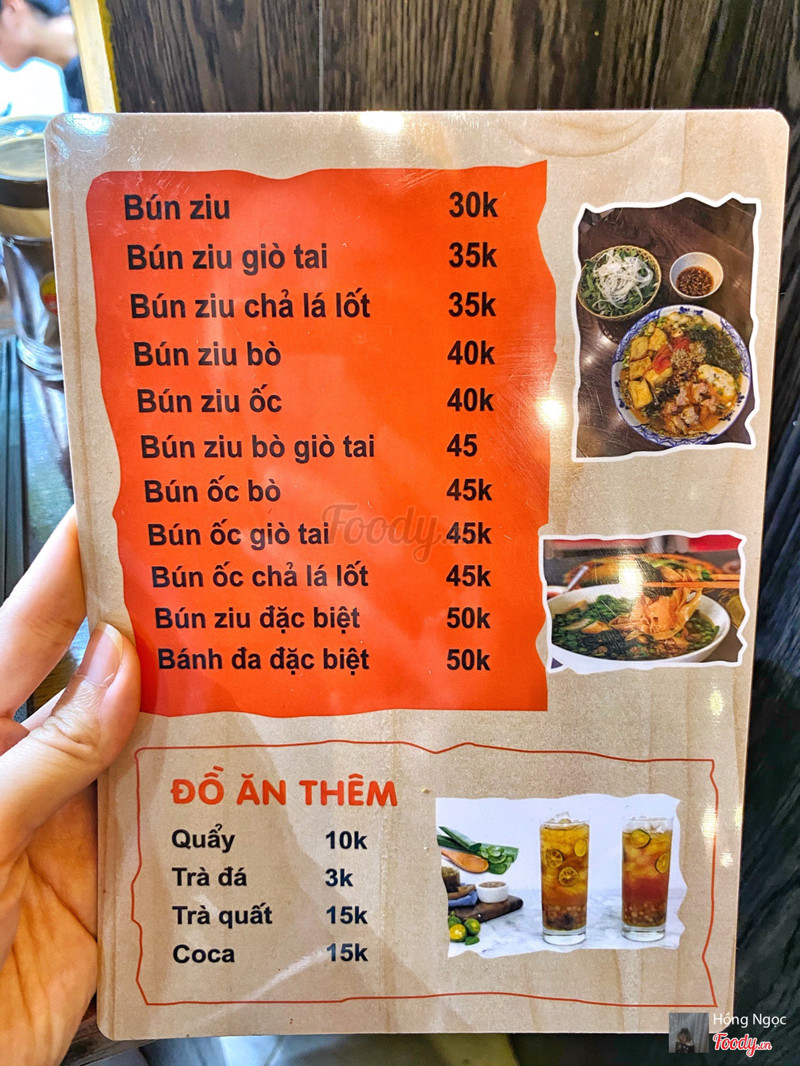 Bún ziu 30k
Bún ziu giò tai 35k
Bún ziu chả lá lốt 35k
Bún ziu bò 40k
Bún ziu ốc 40k
Bún ziu bò giò tai 45
Bún ốc bò 45k
Bún ốc giò tai 45k
Foody.vn
Bún ốc chả lá lốt 45k
Bún ziu đặc biệt 50k
Bánh đa đặc biệt 50k
ĐỒ ĂN THÊM
Quẩy 10k
Trà đá 3k
Trà quất 15k
Coca 15k
Hồng Ngọc
Foody.vn